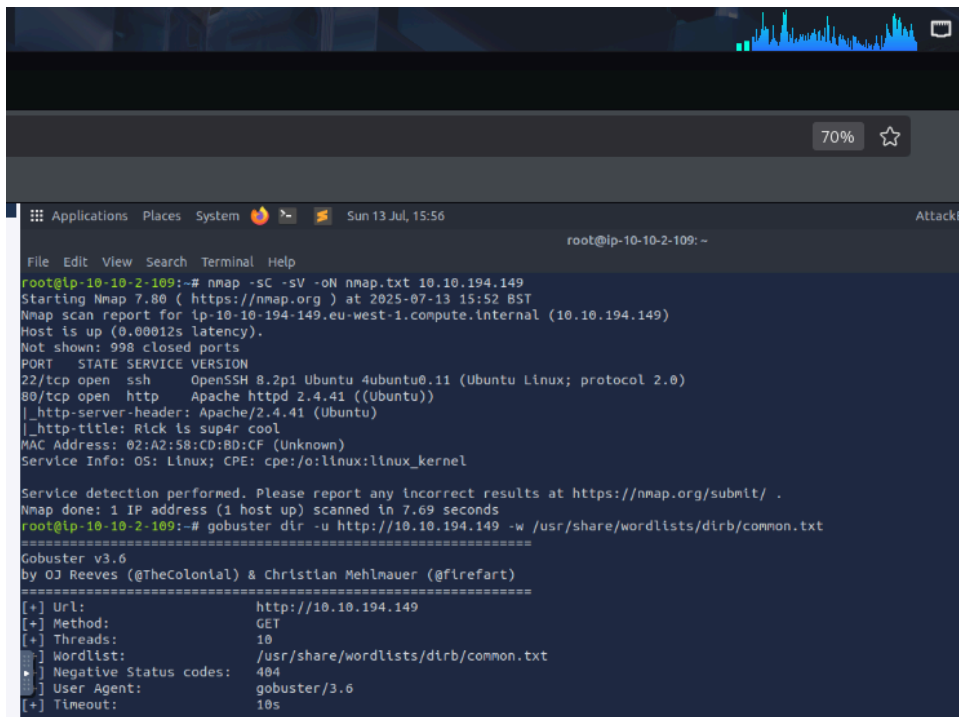 70%
Applications Places System Sun 13 Jul, 15:56
root@ip-10-10-2-109: ~
File Edit View Search Terminal Help
root@ip-10-10-2-109:~# nmap -sC -sV -oN nmap.txt 10.10.194.149
Starting Nmap 7.80 ( https://nmap.org ) at 2025-07-13 15:52 BST
Nmap scan report for ip-10-10-194-149.eu-west-1.compute.internal (10.10.194.149)
Host is up (0.00012s latency).
Not shown: 998 closed ports
PORT   STATE SERVICE VERSION
22/tcp open  ssh     OpenSSH 8.2p1 Ubuntu 4ubuntu0.11 (Ubuntu Linux; protocol 2.0)
80/tcp open  http    Apache httpd 2.4.41 ((Ubuntu))
|_http-server-header: Apache/2.4.41 (Ubuntu)
|_http-title: Rick is sup4r cool
MAC Address: 02:A2:58:CD:BD:CF (Unknown)
Service Info: OS: Linux; CPE: cpe:/o:linux:linux_kernel
Service detection performed. Please report any incorrect results at https://nmap.org/submit/ .
Nmap done: 1 IP address (1 host up) scanned in 7.69 seconds
root@ip-10-10-2-109:~# gobuster dir -u http://10.10.194.149 -w /usr/share/wordlists/dirb/common.txt
===============================================================
Gobuster v3.6
by OJ Reeves (@TheColonial) & Christian Mehlmauer (@firefart)
===============================================================
[+] Url:                     http://10.10.194.149
[+] Method:                  GET
[+] Threads:                 10
] Wordlist:                /usr/share/wordlists/dirb/common.txt
] Negative Status codes:   404
] User Agent:              gobuster/3.6
[+] Timeout:                 10s